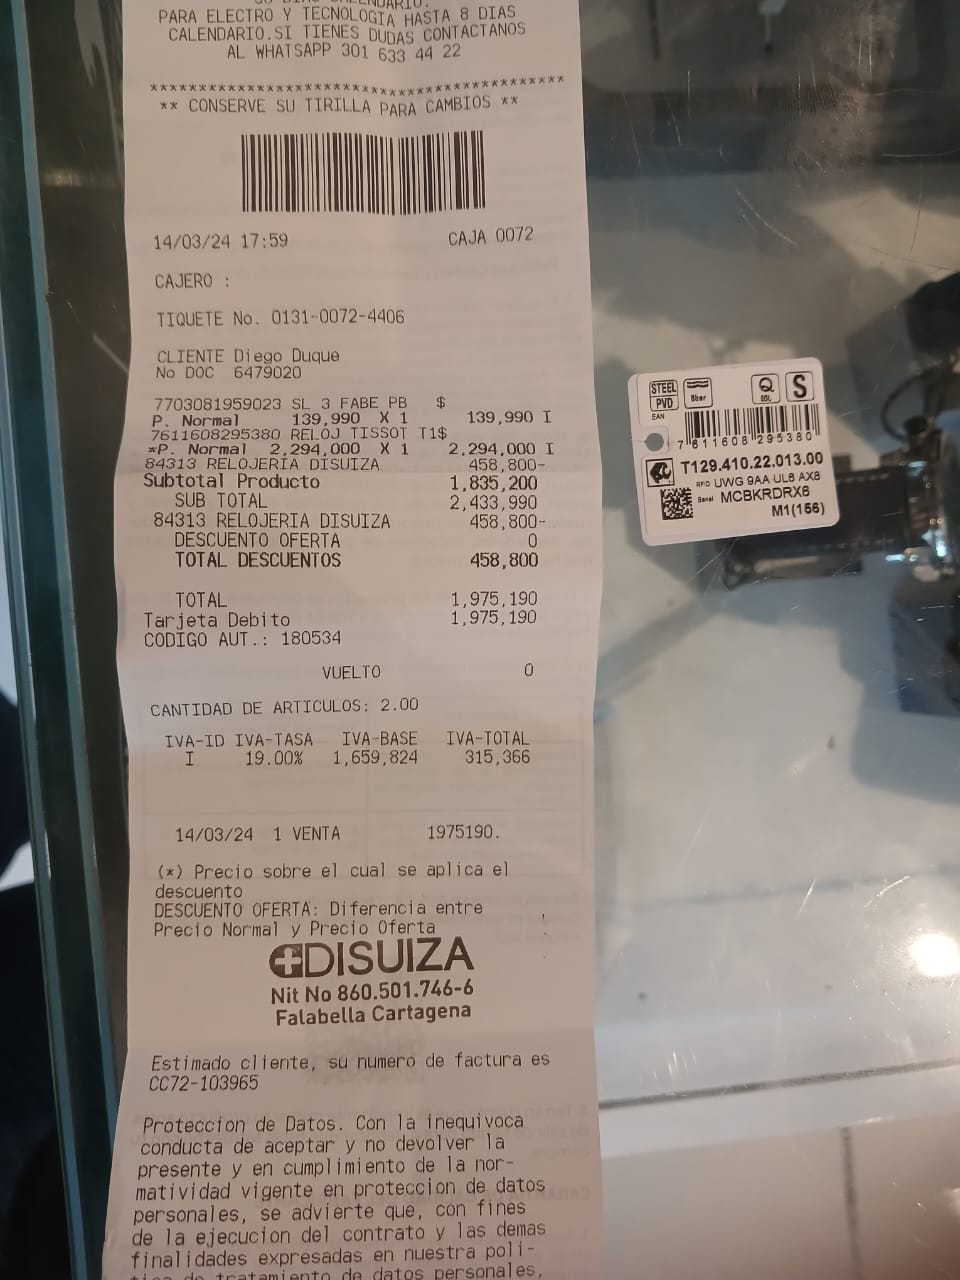 PARA ELECTRO Y TECNOLOGIA HASTA 8 DIAS
CALENDARIO.SI TIENES DUDAS CONTACTANOS
AL WHATSAPP 301 633 44 22
******************************************
** CONSERVE SU TIRILLA PARA CAMBIOS **
14/03/24 17:59 CAJA 0072
CAJERO :
TIQUETE No. 0131-0072-4406
CLIENTE Diego Duque
No DOC 6479020
7703081959023 SL 3 FABE PB $
P. Normal 139,990 X 1 139,990 I
7611608295380 RELOJ TISSOT T1$
*P. Normal 2,294,000 X 1 2,294,000 I
84313 RELOJERIA DISUIZA 458,800-
Subtotal Producto 1,835,200
SUB TOTAL 2,433,990
84313 RELOJERIA DISUIZA 458,800-
DESCUENTO OFERTA 0
TOTAL DESCUENTOS 458,800
TOTAL 1,975,190
Tarjeta Debito 1,975,190
CODIGO AUT.: 180534
VUELTO 0
CANTIDAD DE ARTICULOS: 2.00
IVA-ID IVA-TASA IVA-BASE IVA-TOTAL
I 19.00% 1,659,824 315,366
14/03/24 1 VENTA 1975190.
(*) Precio sobre el cual se aplica el
descuento
DESCUENTO OFERTA: Diferencia entre
Precio Normal y Precio Oferta
DISUIZA
Nit No 860.501.746-6
Falabella Cartagena
Estimado cliente, su numero de factura es
CC72-103965
Proteccion de Datos. Con la inequivoca
conducta de aceptar y no devolver la
presente y en cumplimiento de la nor-
matividad vigente en proteccion de datos
personales, se advierte que, con fines
de la ejecucion del contrato y las demas
finalidades expresadas en nuestra poli-
de tratamiento de datos personales,
STEEL
PVD
5bar
Q
EOL
S
EAN
7 611608 295380
T129.410.22.013.00
RFID UWG 9AA UL6 AX8
Serial MCBKRDRX6
M1(156)